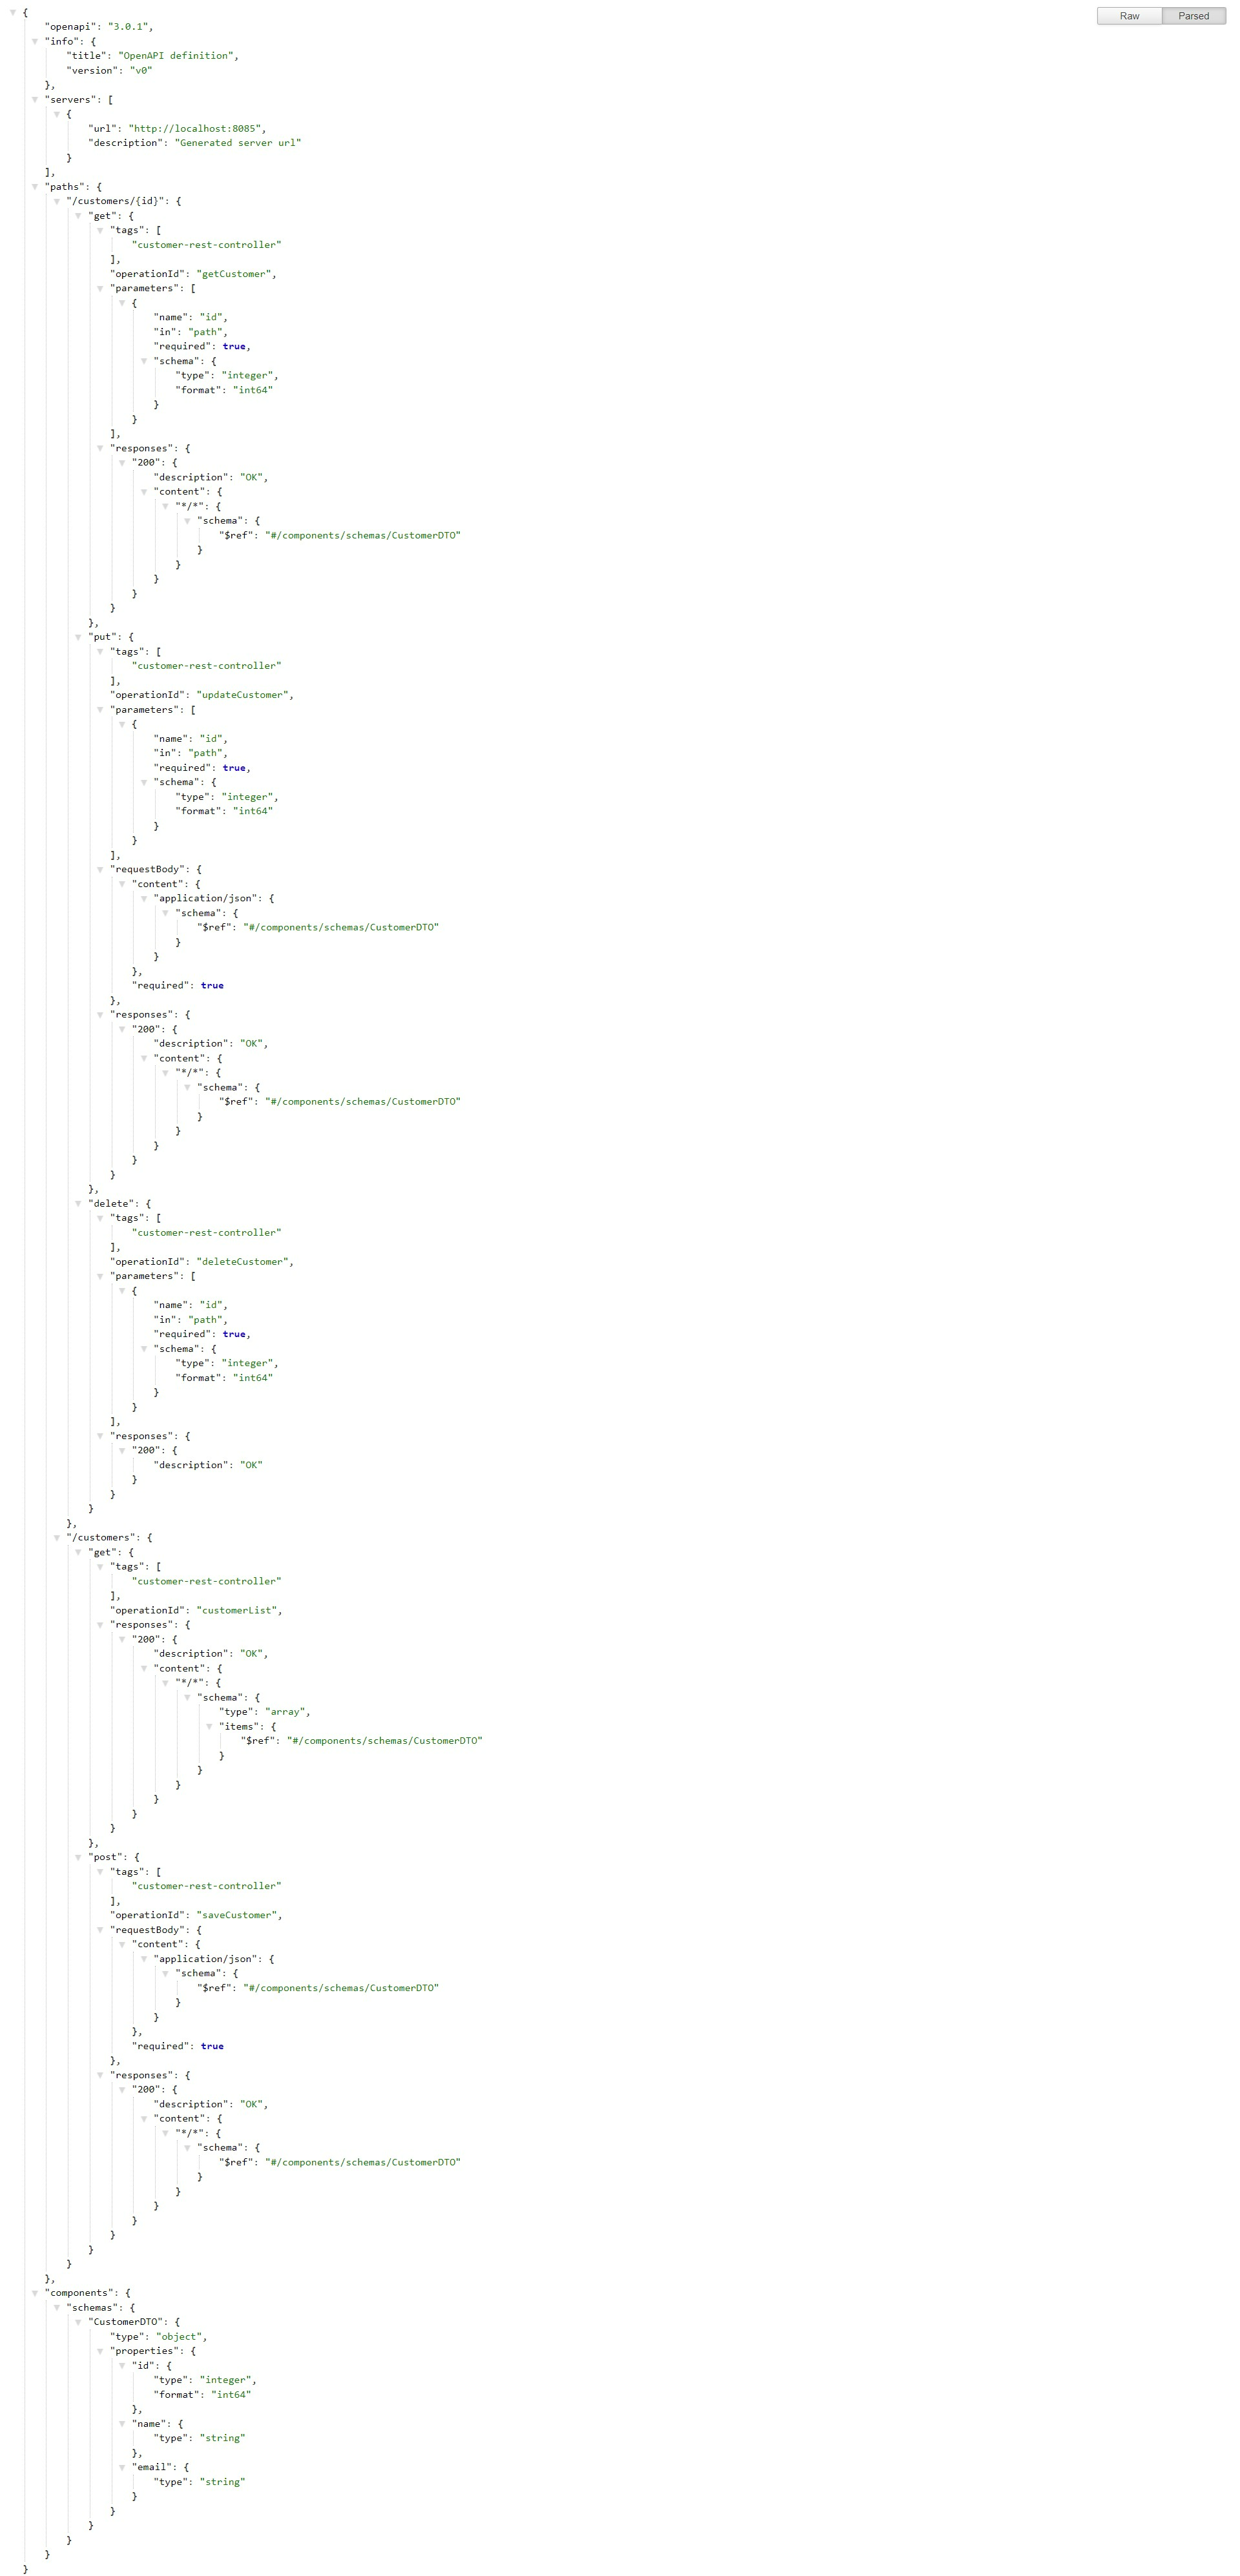 Raw Parsed
{
"openapi": "3.0.1",
"info": {
"title": "OpenAPI definition",
"version": "v0"
},
"servers": [
{
"url": "http://localhost:8085",
"description": "Generated server url"
}
],
"paths": {
"/customers/{id}": {
"get": {
"tags": [
"customer-rest-controller"
],
"operationId": "getCustomer",
"parameters": [
{
"name": "id",
"in": "path",
"required": true,
"schema": {
"type": "integer",
"format": "int64"
}
}
],
"responses": {
"200": {
"description": "OK",
"content": {
"*/*": {
"schema": {
"$ref": "#/components/schemas/CustomerDTO"
}
}
}
}
}
},
"put": {
"tags": [
"customer-rest-controller"
],
"operationId": "updateCustomer",
"parameters": [
{
"name": "id",
"in": "path",
"required": true,
"schema": {
"type": "integer",
"format": "int64"
}
}
],
"requestBody": {
"content": {
"application/json": {
"schema": {
"$ref": "#/components/schemas/CustomerDTO"
}
}
},
"required": true
},
"responses": {
"200": {
"description": "OK",
"content": {
"*/*": {
"schema": {
"$ref": "#/components/schemas/CustomerDTO"
}
}
}
}
}
},
"delete": {
"tags": [
"customer-rest-controller"
],
"operationId": "deleteCustomer",
"parameters": [
{
"name": "id",
"in": "path",
"required": true,
"schema": {
"type": "integer",
"format": "int64"
}
}
],
"responses": {
"200": {
"description": "OK"
}
}
}
},
"/customers": {
"get": {
"tags": [
"customer-rest-controller"
],
"operationId": "customerList",
"responses": {
"200": {
"description": "OK",
"content": {
"*/*": {
"schema": {
"type": "array",
"items": {
"$ref": "#/components/schemas/CustomerDTO"
}
}
}
}
}
}
},
"post": {
"tags": [
"customer-rest-controller"
],
"operationId": "saveCustomer",
"requestBody": {
"content": {
"application/json": {
"schema": {
"$ref": "#/components/schemas/CustomerDTO"
}
}
},
"required": true
},
"responses": {
"200": {
"description": "OK",
"content": {
"*/*": {
"schema": {
"$ref": "#/components/schemas/CustomerDTO"
}
}
}
}
}
}
}
},
"components": {
"schemas": {
"CustomerDTO": {
"type": "object",
"properties": {
"id": {
"type": "integer",
"format": "int64"
},
"name": {
"type": "string"
},
"email": {
"type": "string"
}
}
}
}
}
}